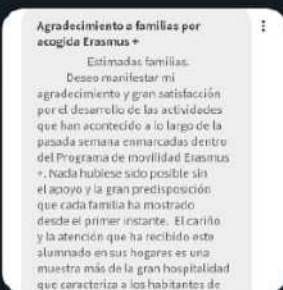 Agradecimiento a familias por
acogida Erasmus +
Estimadas familias.
Deseo manifestar mi
agradecimiento y gran satisfacción
por el desarrollo de las actividades
que han acontecido a lo largo de la
pasada semana enmarcadas dentro
del Programa de movilidad Erasmus
+. Nada hubiese sido posible sin
el apoyo y la gran predisposición
que cada familia ha mostrado
desde el primer instante. El cariño
y la atención que ha recibido este
alumnado en sus hogares es una
muestra más de la gran hospitalidad
que caracteriza a los habitantes de